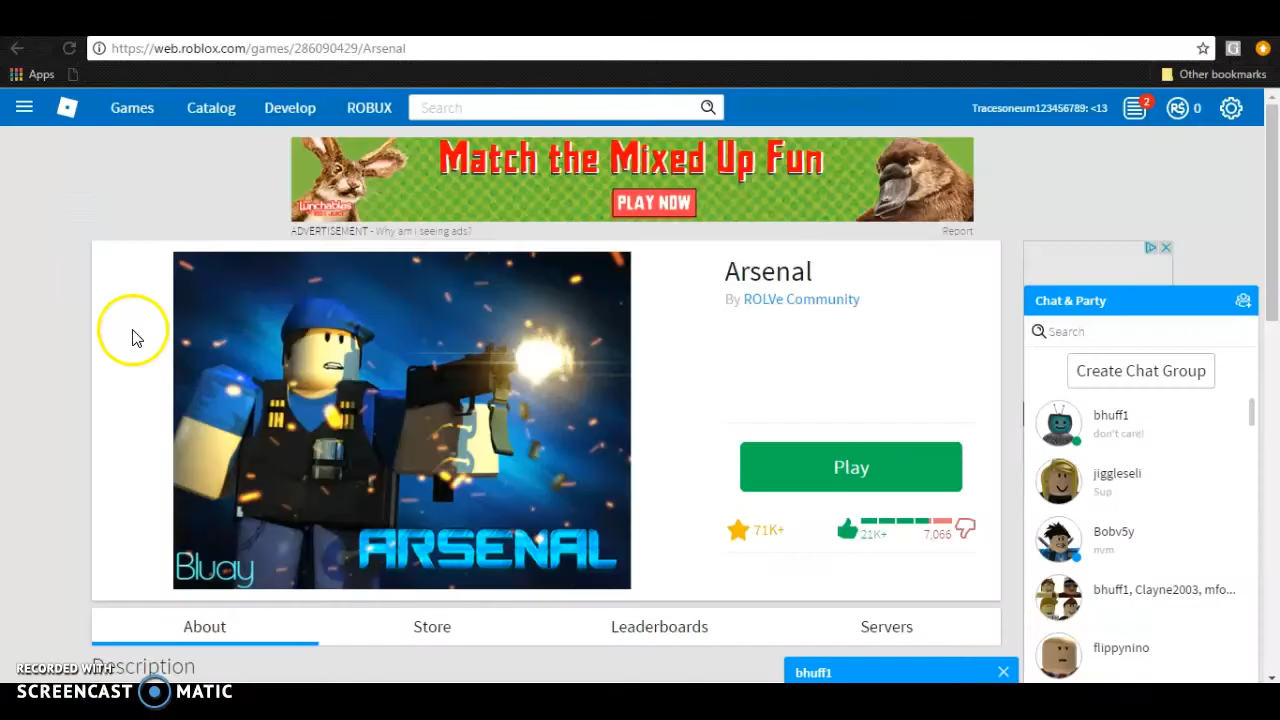 https://web.roblox.com/games/286090429/Arsenal
Apps
Other bookmarks
Games Catalog Develop ROBUX Search Tracesoneum123456789: <13 2 R$ 0
Match the Mixed Up Fun
Lunchables
PLAY NOW
ADVERTISEMENT - Why am I seeing ads? Report
Arsenal
By ROLVe Community
Play
71K+ 21K+ 7,066
ARSENAL
Bluay
About Store Leaderboards Servers
Description
Chat & Party
Search
Create Chat Group
bhuff1
don't care!
jiggleseli
Sup
Bobv5y
nvm
bhuff1, Clayne2003, mfo...
flippynino
bhuff1
RECORDED WITH
SCREENCAST MATIC